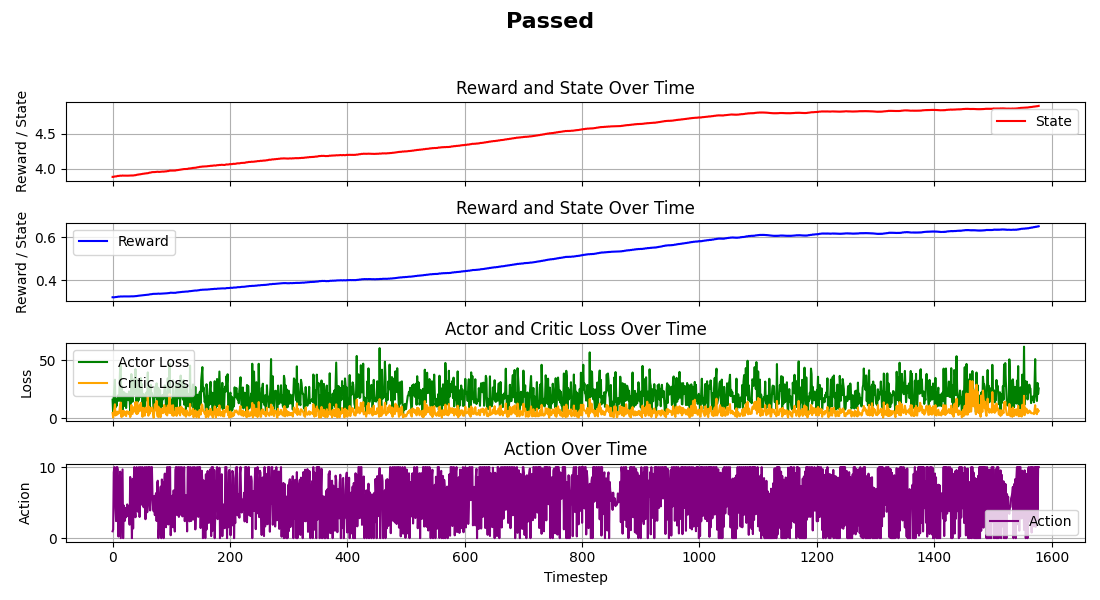 Passed
Reward and State Over Time
Reward / State
4.5
4.0
State
Reward and State Over Time
Reward / State
0.6
0.4
Reward
Actor and Critic Loss Over Time
Loss
50
0
Actor Loss
Critic Loss
Action Over Time
Action
10
0
Action
0 200 400 600 800 1000 1200 1400 1600
Timestep